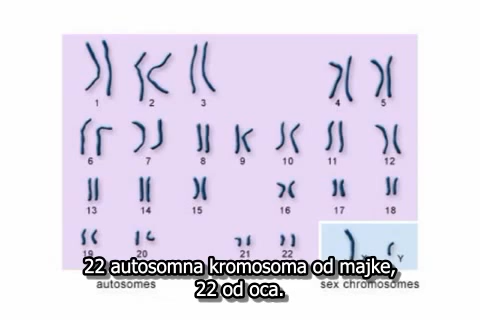 1 2 3 4 5
6 7 8 9 10 11 12
13 14 15 16 17 18
19 20 21 22 X Y
22 autosomna kromosoma od majke,
22 od oca.
autosomes sex chromosomes